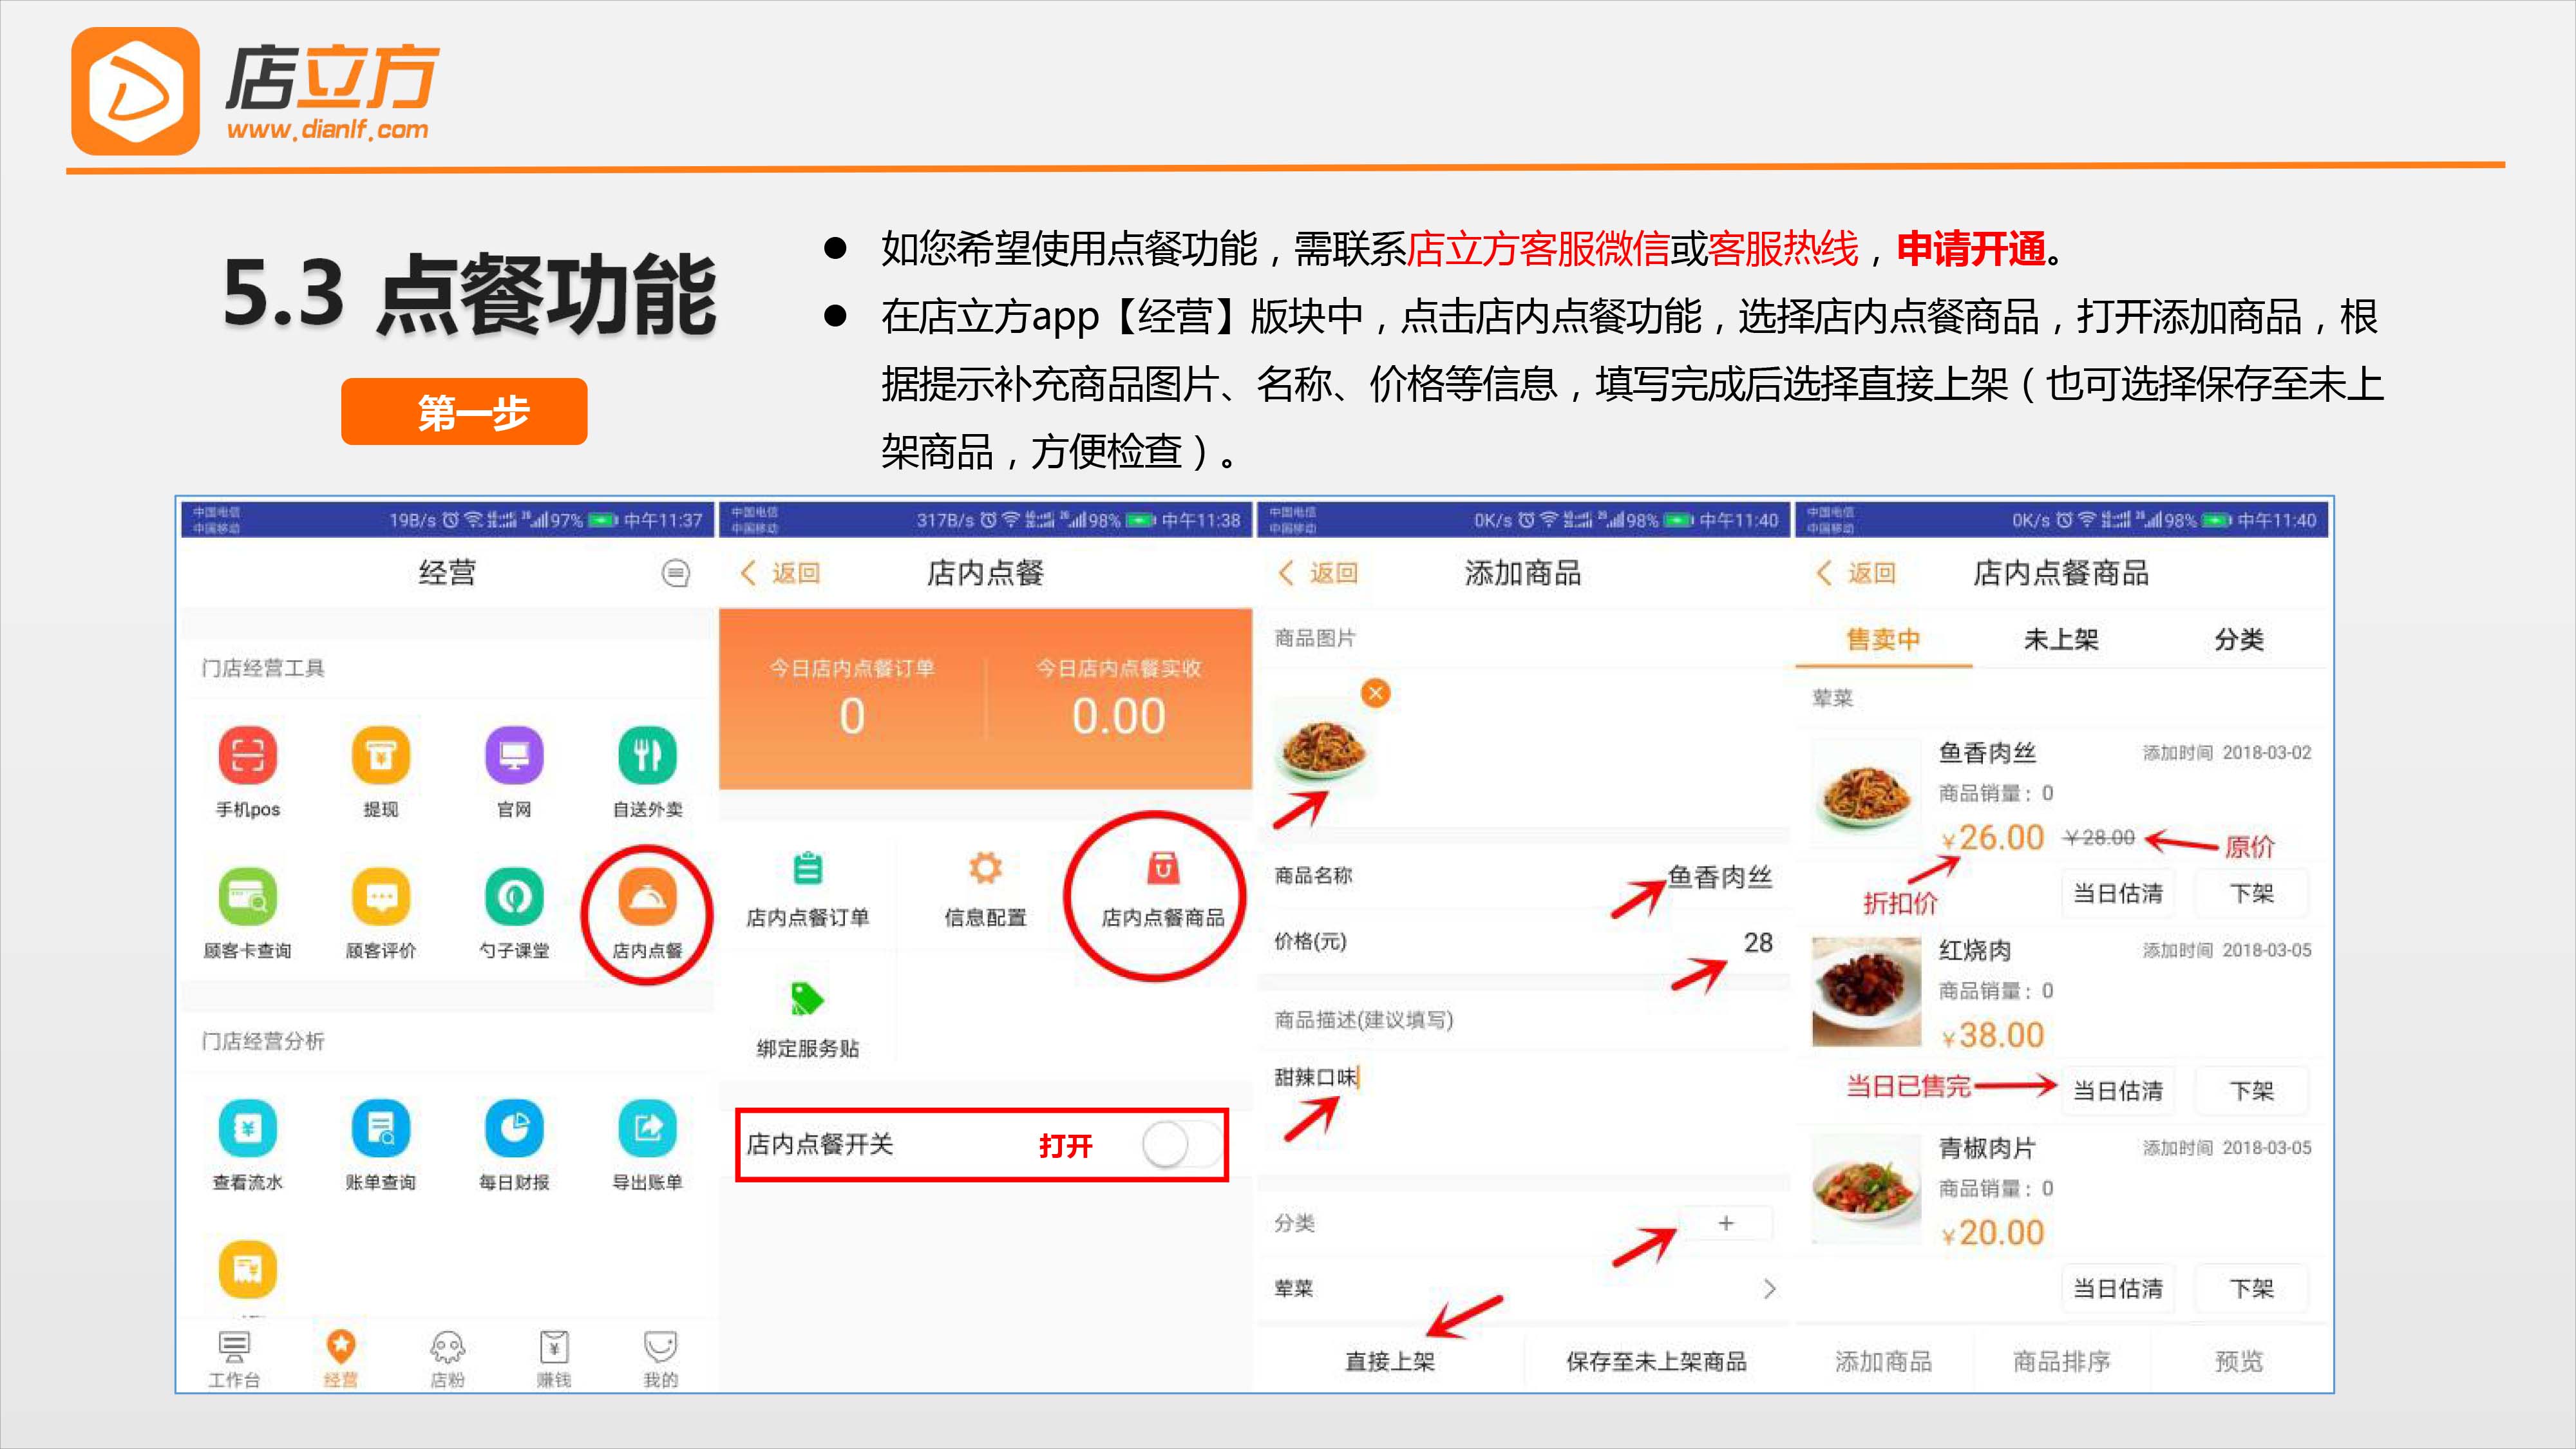 店立方
www.dianlf.com
5.3 点餐功能
第一步
● 如您希望使用点餐功能，需联系店立方客服微信或客服热线，申请开通。
● 在店立方app【经营】版块中，点击店内点餐功能，选择店内点餐商品，打开添加商品，根
据提示补充商品图片、名称、价格等信息，填写完成后选择直接上架（也可选择保存至未上
架商品，方便检查）。
中国电信
中国移动
19B/s 97% 中午11:37
经营
门店经营工具
手机pos 提现 官网 自送外卖
顾客卡查询 顾客评价 勺子课堂 店内点餐
门店经营分析
查看流水 账单查询 每日财报 导出账单
工作台 经营 店粉 赚钱 我的
中国电信
中国移动
317B/s 98% 中午11:38
返回 店内点餐
今日店内点餐订单 今日店内点餐实收
0 0.00
店内点餐订单 信息配置 店内点餐商品
绑定服务贴
店内点餐开关 打开
中国电信
中国移动
0K/s 98% 中午11:40
返回 添加商品
商品图片
商品名称 鱼香肉丝
价格(元) 28
商品描述(建议填写)
甜辣口味
分类 +
荤菜
直接上架 保存至未上架商品
中国电信
中国移动
0K/s 98% 中午11:40
返回 店内点餐商品
售卖中 未上架 分类
荤菜
鱼香肉丝 添加时间 2018-03-02
商品销量: 0
¥26.00 ¥28.00 原价
折扣价 当日估清 下架
红烧肉 添加时间 2018-03-05
商品销量: 0
¥38.00
当日已售完 当日估清 下架
青椒肉片 添加时间 2018-03-05
商品销量: 0
¥20.00
当日估清 下架
添加商品 商品排序 预览